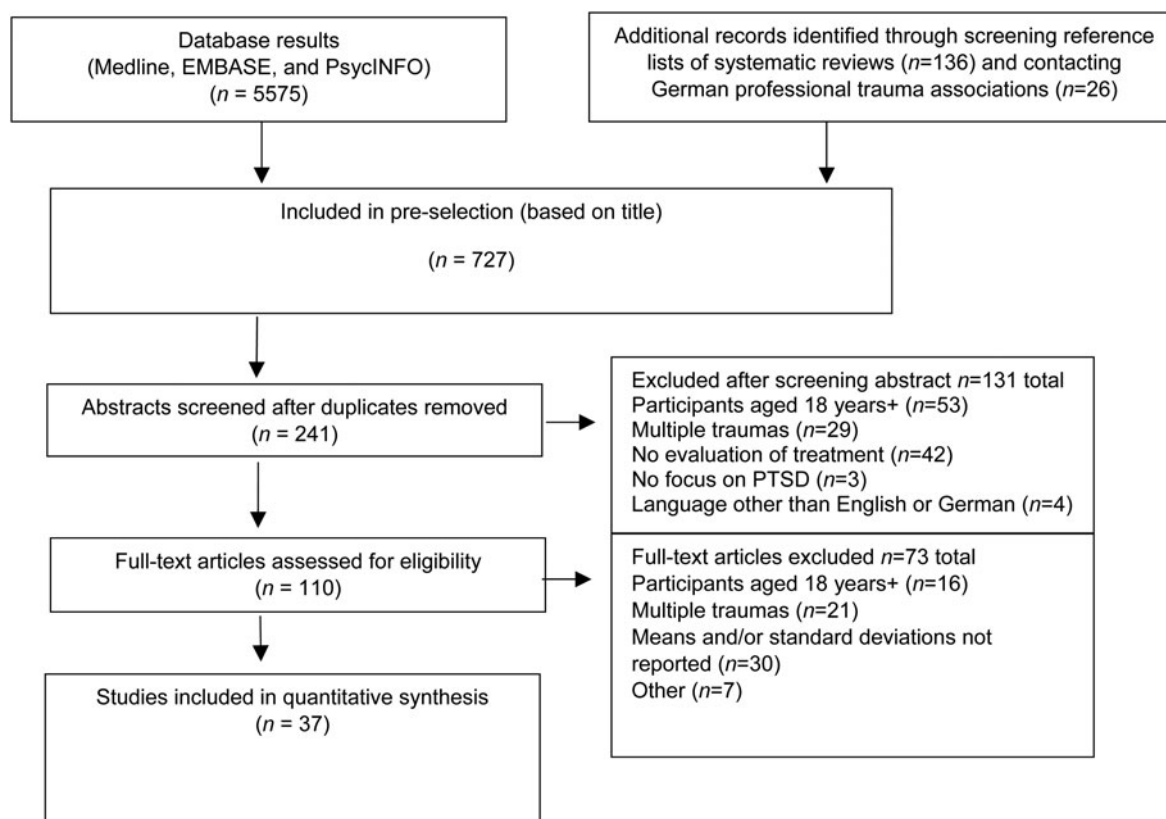 Database results
(Medline, EMBASE, and PsycINFO)
(n = 5575)
Additional records identified through screening reference
lists of systematic reviews (n=136) and contacting
German professional trauma associations (n=26)
Included in pre-selection (based on title)
(n = 727)
Abstracts screened after duplicates removed
(n = 241)
Excluded after screening abstract n=131 total
Participants aged 18 years+ (n=53)
Multiple traumas (n=29)
No evaluation of treatment (n=42)
No focus on PTSD (n=3)
Language other than English or German (n=4)
Full-text articles assessed for eligibility
(n = 110)
Full-text articles excluded n=73 total
Participants aged 18 years+ (n=16)
Multiple traumas (n=21)
Means and/or standard deviations not
reported (n=30)
Other (n=7)
Studies included in quantitative synthesis
(n = 37)